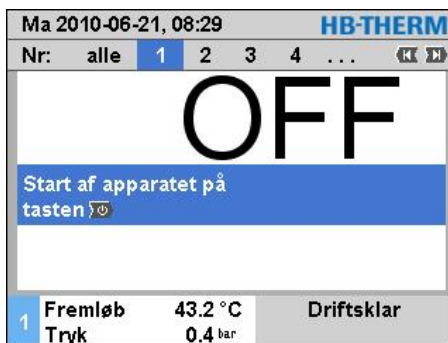 Ma 2010-06-21, 08:29 HB-THERM
Nr: alle 1 2 3 4 ...
OFF
Start af apparatet på
tasten
1 Fremløb 43.2 °C Driftsklar
Tryk 0.4 bar